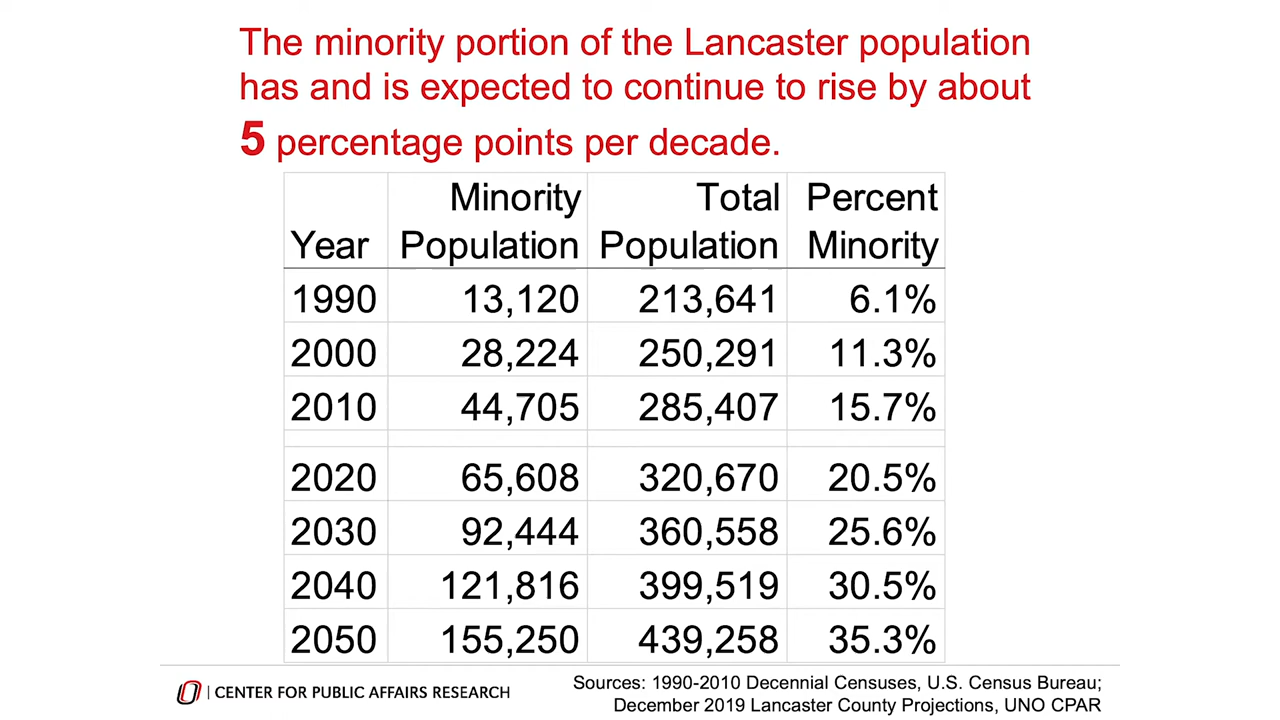 The minority portion of the Lancaster population
has and is expected to continue to rise by about
5 percentage points per decade.
Year Minority Population Total Population Percent Minority
1990 13,120 213,641 6.1%
2000 28,224 250,291 11.3%
2010 44,705 285,407 15.7%
2020 65,608 320,670 20.5%
2030 92,444 360,558 25.6%
2040 121,816 399,519 30.5%
2050 155,250 439,258 35.3%
O | CENTER FOR PUBLIC AFFAIRS RESEARCH
Sources: 1990-2010 Decennial Censuses, U.S. Census Bureau;
December 2019 Lancaster County Projections, UNO CPAR